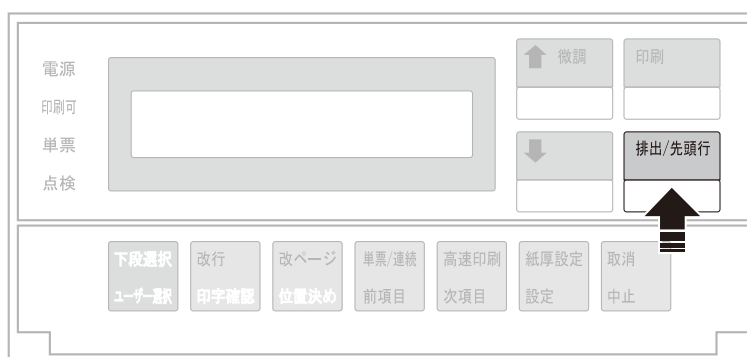 電源
印刷可
単票
点検
微調
印刷
排出/先頭行
下段選択
ユーザー選択
改行
印字確認
改ページ
位置決め
単票/連続
前項目
高速印刷
次項目
紙厚設定
設定
取消
中止